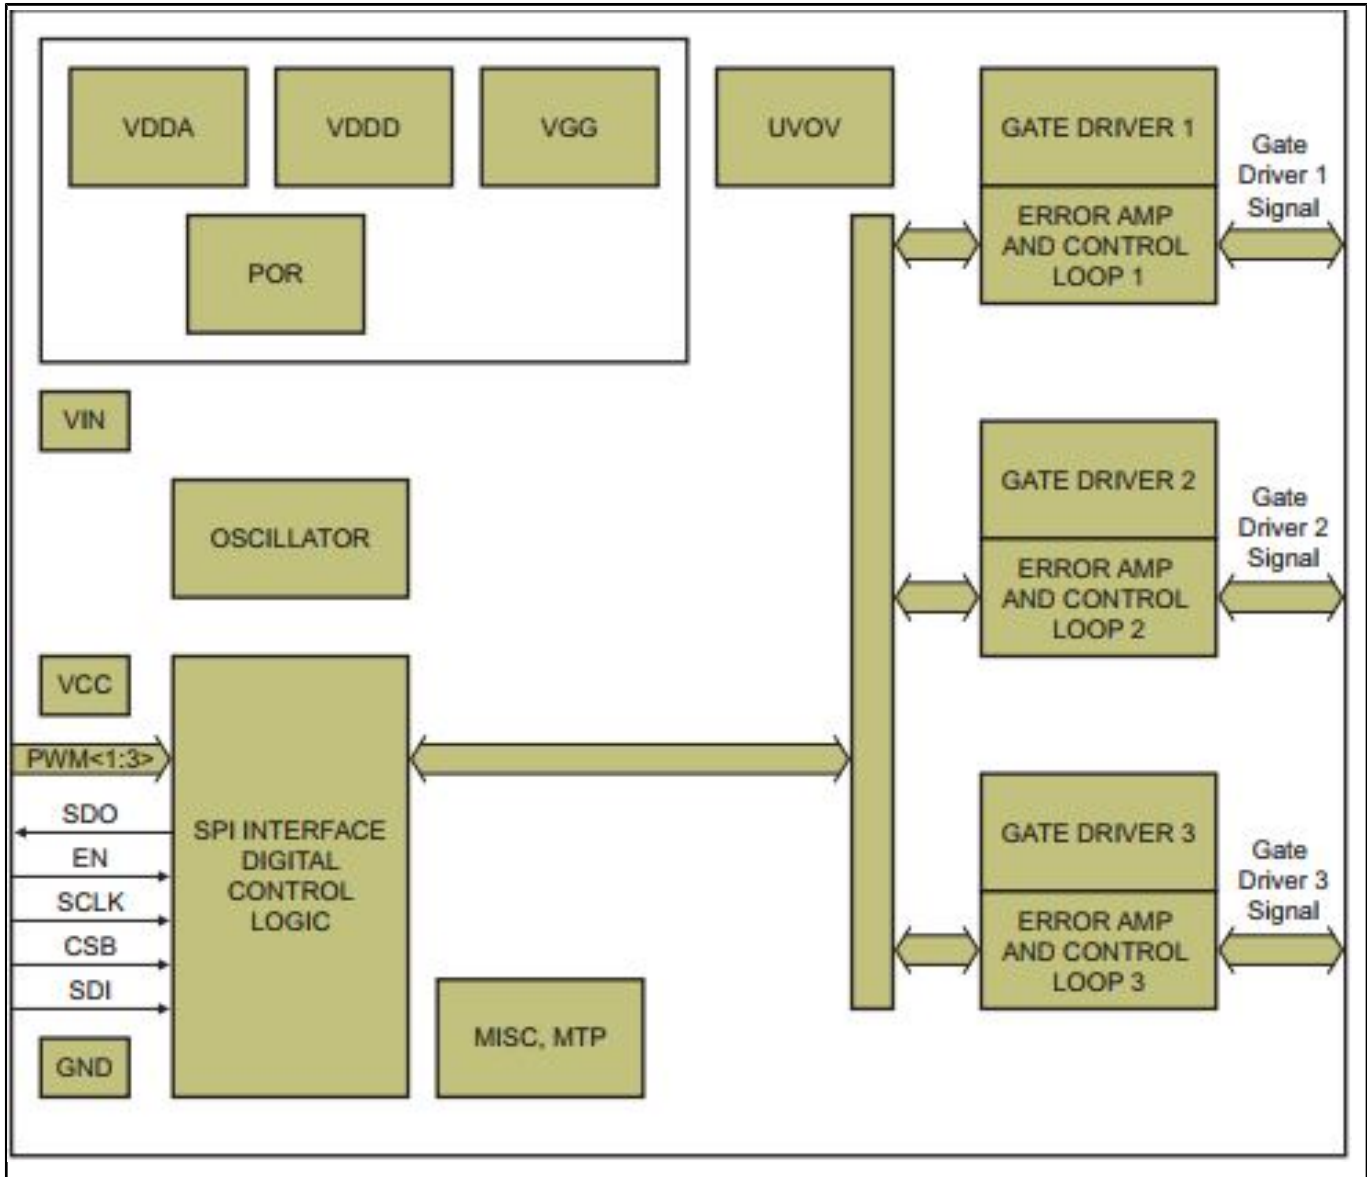 VDDA
VDDD
VGG
UVOV
GATE DRIVER 1
Gate
Driver 1
Signal
ERROR AMP
AND CONTROL
LOOP 1
POR
VIN
GATE DRIVER 2
Gate
Driver 2
Signal
OSCILLATOR
ERROR AMP
AND CONTROL
LOOP 2
VCC
PWM<1:3>
SDO
EN
SCLK
CSB
SDI
GND
SPI INTERFACE
DIGITAL
CONTROL
LOGIC
MISC, MTP
GATE DRIVER 3
Gate
Driver 3
Signal
ERROR AMP
AND CONTROL
LOOP 3